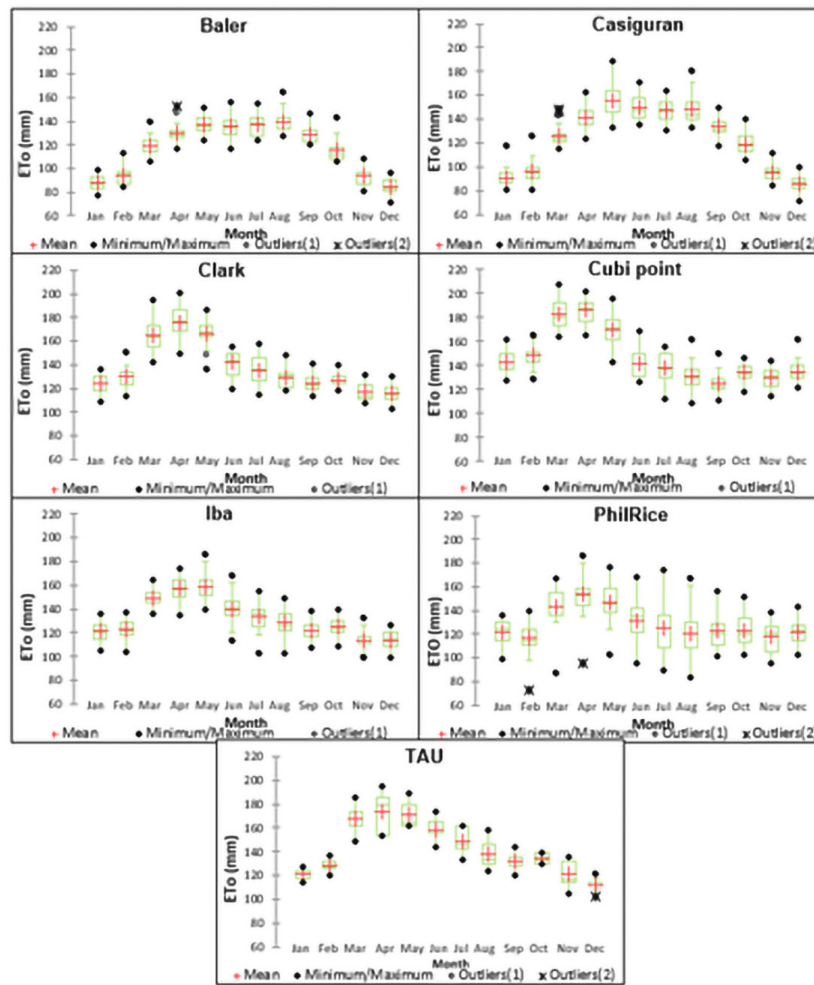 Baler
220
200
180
160
140
120
100
80
60
ETo (mm)
Jan Feb Mar Apr May Jun Jul Aug Sep Oct Nov Dec
Month
Mean Minimum/Maximum Outliers(1) Outliers(2)
Casiguran
220
200
180
160
140
120
100
80
60
ETo (mm)
Jan Feb Mar Apr May Jun Jul Aug Sep Oct Nov Dec
Month
Mean Minimum/Maximum Outliers(1) Outliers(2)
Clark
220
200
180
160
140
120
100
80
60
ETo (mm)
Jan Feb Mar Apr May Jun Jul Aug Sep Oct Nov Dec
Month
Mean Minimum/Maximum Outliers(1)
Cubi point
220
200
180
160
140
120
100
80
60
ETo (mm)
Jan Feb Mar Apr May Jun Jul Aug Sep Oct Nov Dec
Month
Mean Minimum/Maximum Outliers(1)
Iba
220
200
180
160
140
120
100
80
60
ETo (mm)
Jan Feb Mar Apr May Jun Jul Aug Sep Oct Nov Dec
Month
Mean Minimum/Maximum Outliers(1)
PhilRice
220
200
180
160
140
120
100
80
60
ETO (mm)
Jan Feb Mar Apr May Jun Jul Aug Sep Oct Nov Dec
Month
Mean Minimum/Maximum Outliers(1) Outliers(2)
TAU
220
200
180
160
140
120
100
80
60
ETo (mm)
Jan Feb Mar Apr May Jun Jul Aug Sep Oct Nov Dec
Month
Mean Minimum/Maximum Outliers(1) Outliers(2)